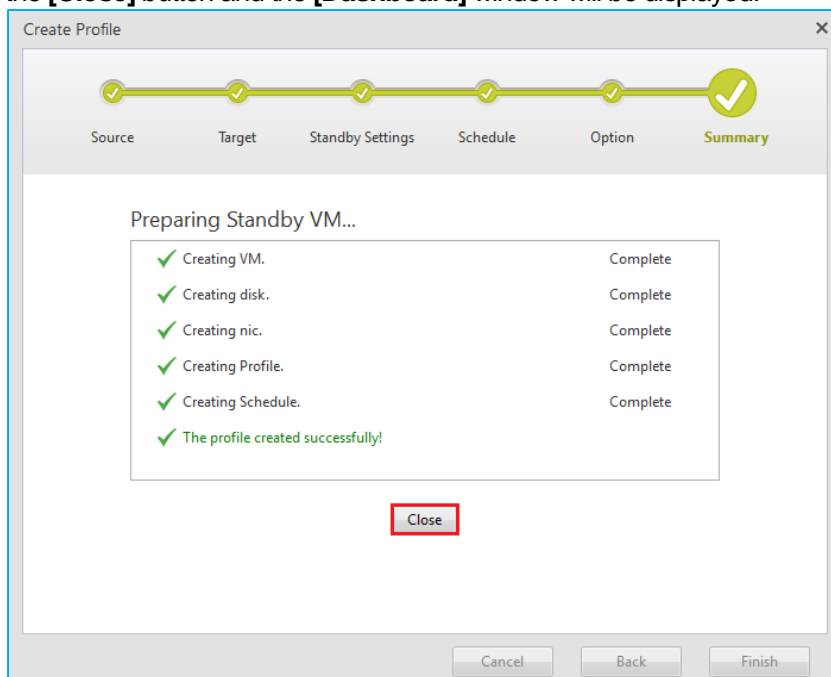 the [Close] button and the [Dashboard] window will be displayed.
Create Profile
Source Target Standby Settings Schedule Option Summary
Preparing Standby VM...
Creating VM. Complete
Creating disk. Complete
Creating nic. Complete
Creating Profile. Complete
Creating Schedule. Complete
The profile created successfully!
Close
Cancel Back Finish